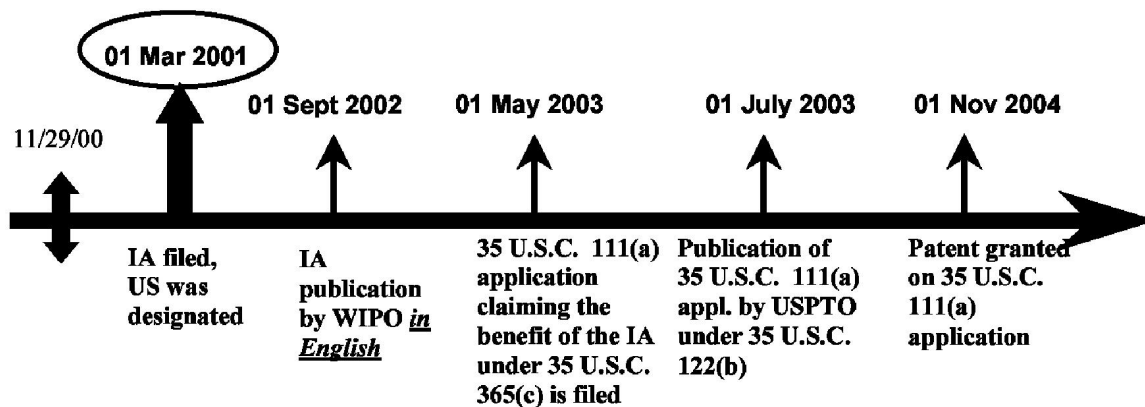 01 Mar 2001
01 Sept 2002
01 May 2003
01 July 2003
01 Nov 2004
11/29/00
IA filed,
US was
designated
IA
publication
by WIPO in
English
35 U.S.C. 111(a)
application
claiming the
benefit of the IA
under 35 U.S.C.
365(c) is filed
Publication of
35 U.S.C. 111(a)
appl. by USPTO
under 35 U.S.C.
122(b)
Patent granted
on 35 U.S.C.
111(a)
application